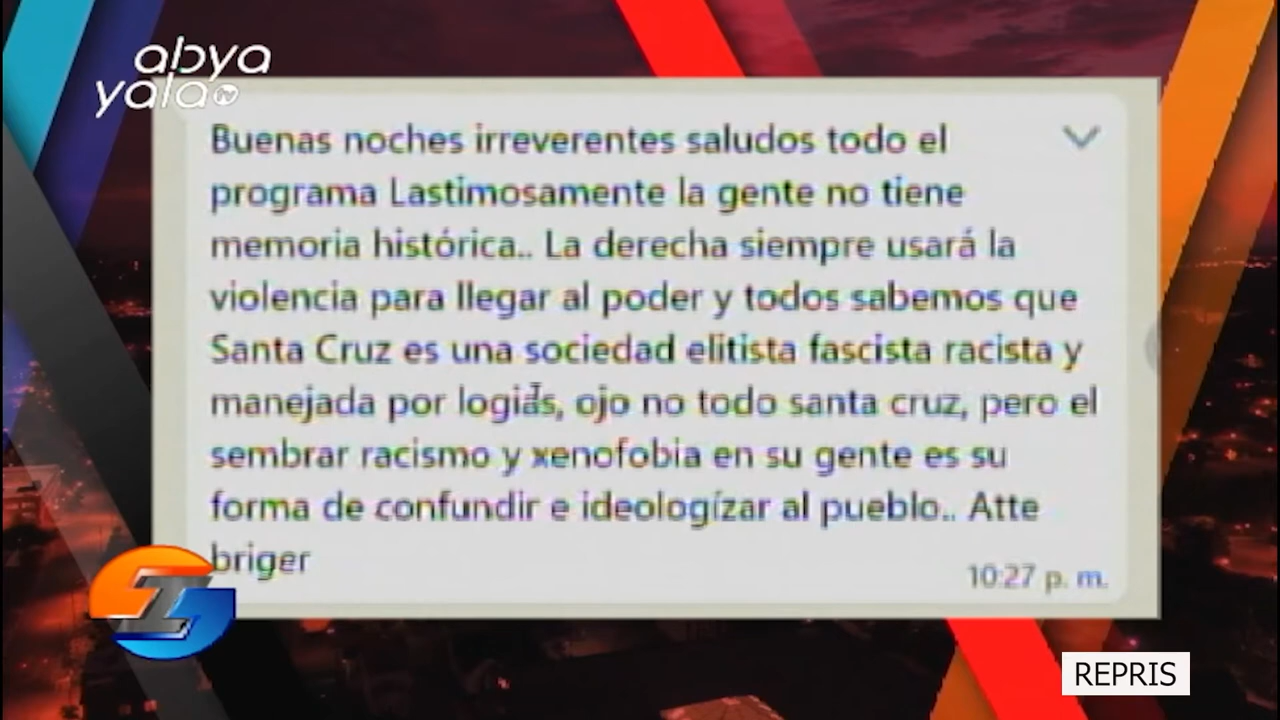 abya
yala tv
Buenas noches irreverentes saludos todo el
programa Lastimosamente la gente no tiene
memoria histórica.. La derecha siempre usará la
violencia para llegar al poder y todos sabemos que
Santa Cruz es una sociedad elitista fascista racista y
manejada por logias, ojo no todo santa cruz, pero el
sembrar racismo y xenofobia en su gente es su
forma de confundir e ideologízar al pueblo.. Atte
briger
10:27 p. m.
REPRIS